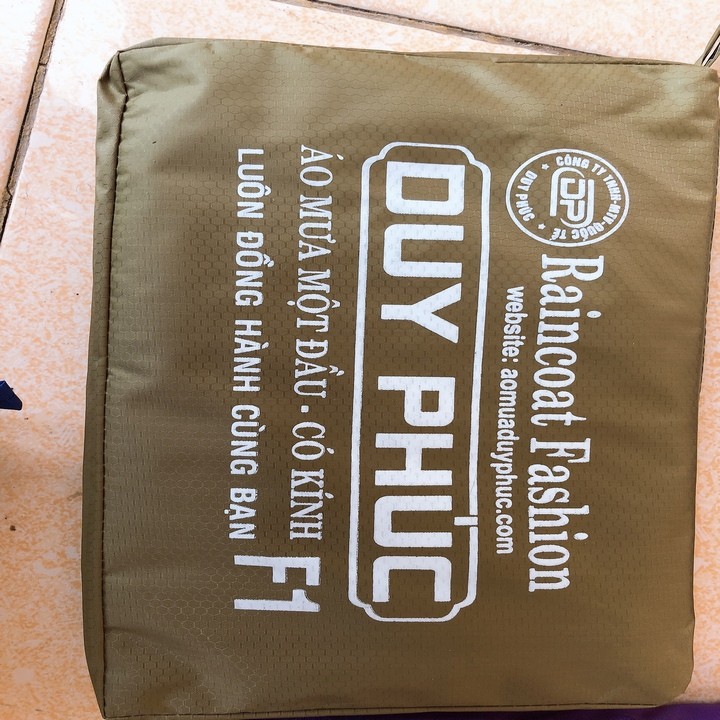 CÔNG TY TNHH-MTV-QUỐC TẾ
★ DUY PHÚC ★
DP
Raincoat Fashion
website: aomuaduyphuc.com
DUY PHÚC
ÁO MƯA MỘT ĐẦU - CÓ KÍNH
LUÔN ĐỒNG HÀNH CÙNG BẠN
F1